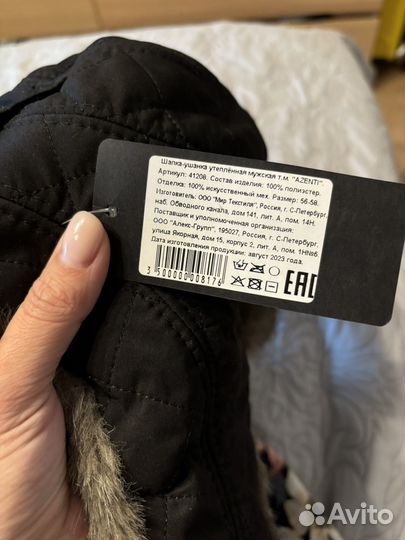 Шапка-ушанка утеплённая мужская т.м. "AZENTI".
Артикул: 41208. Состав изделия: 100% полиэстер.
Отделка: 100% искусственный мех. Размер: 56-58.
Изготовитель: ООО "Мир Текстиля", Россия, г. С-Петербург,
наб. Обводного канала, дом 141, лит. А, пом. 14Н.
Поставщик и уполномоченная организация:
ООО "Алекс-Групп", 195027, Россия, г. С-Петербург,
улица Якорная, дом 15, корпус 2, лит. А, пом. 1Н№6.
Дата изготовления продукции: август 2023 года.
3 500000 008176
EAC
Avito